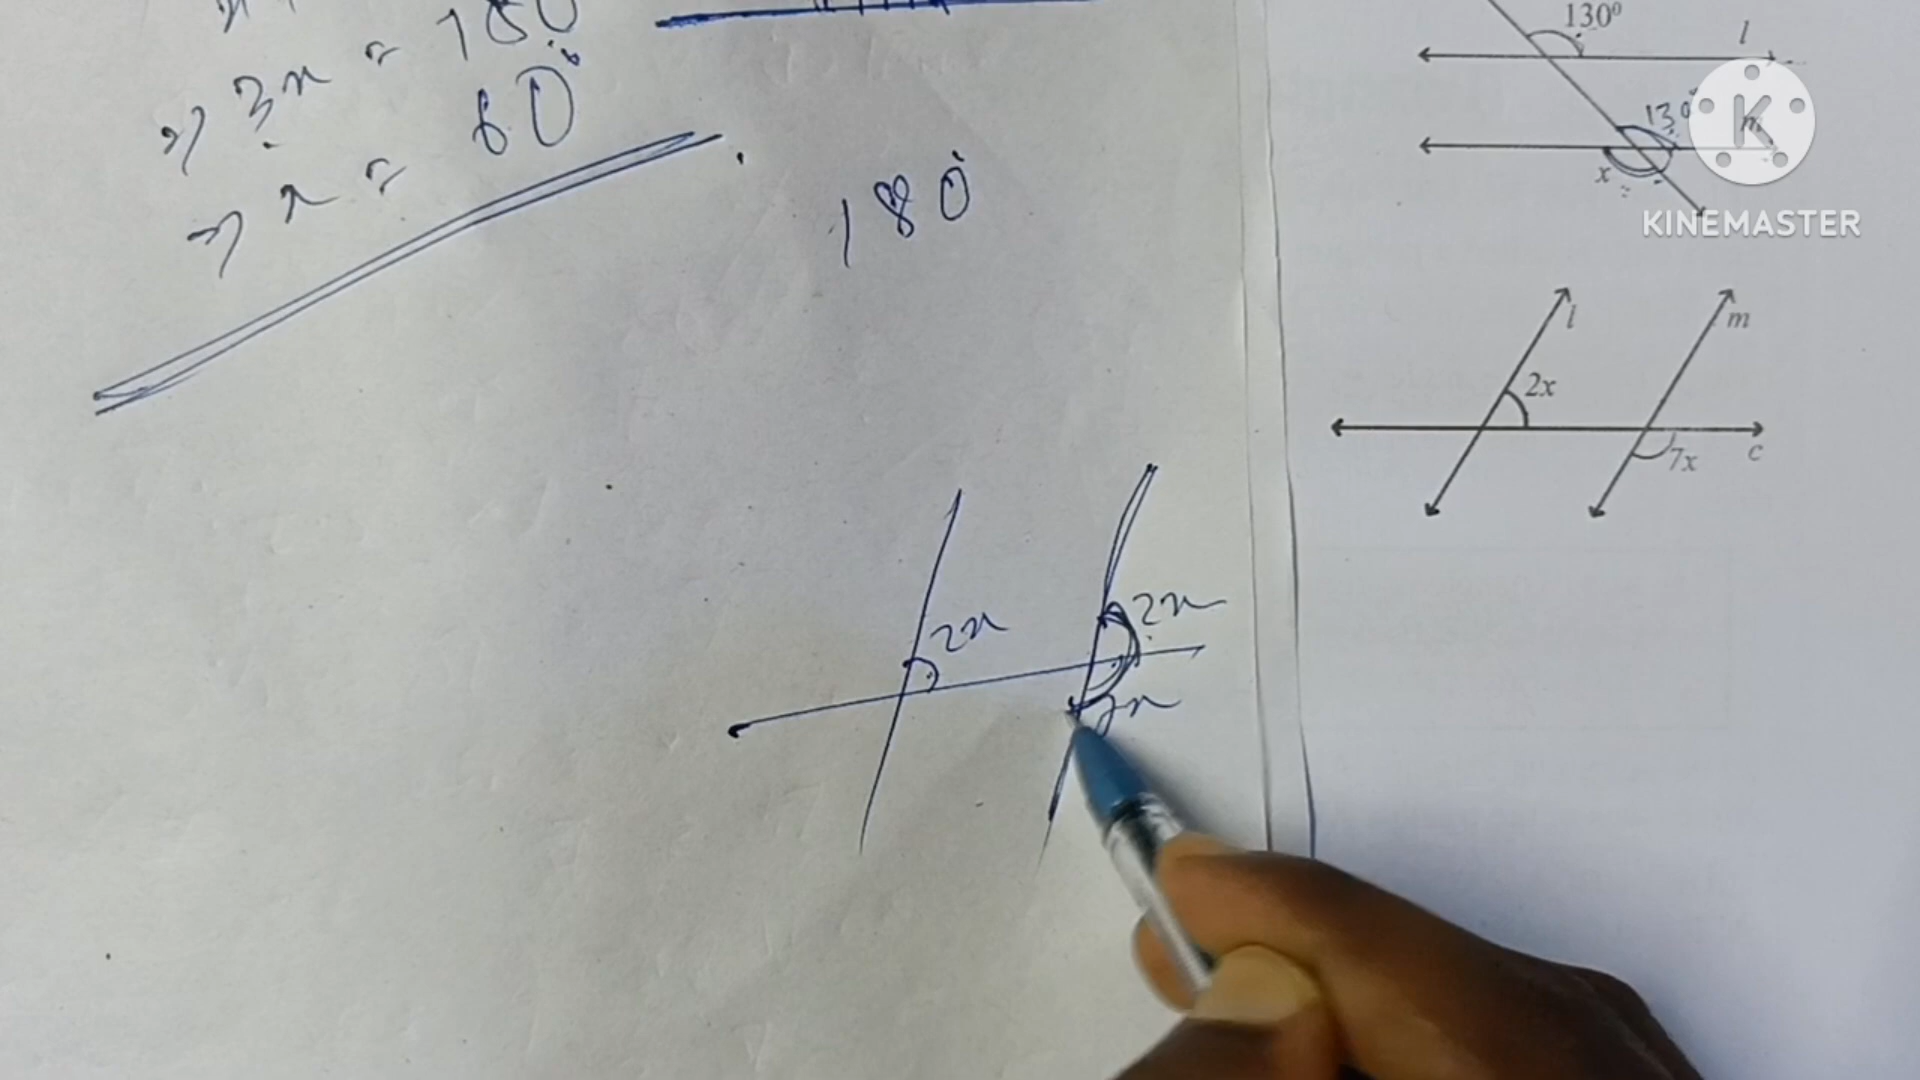 ⇒ 3x = 180
⇒ x = 60°
180°
2x
2x
7x
130°
l
130°
m
x =
KINEMASTER
l
m
2x
7x
c